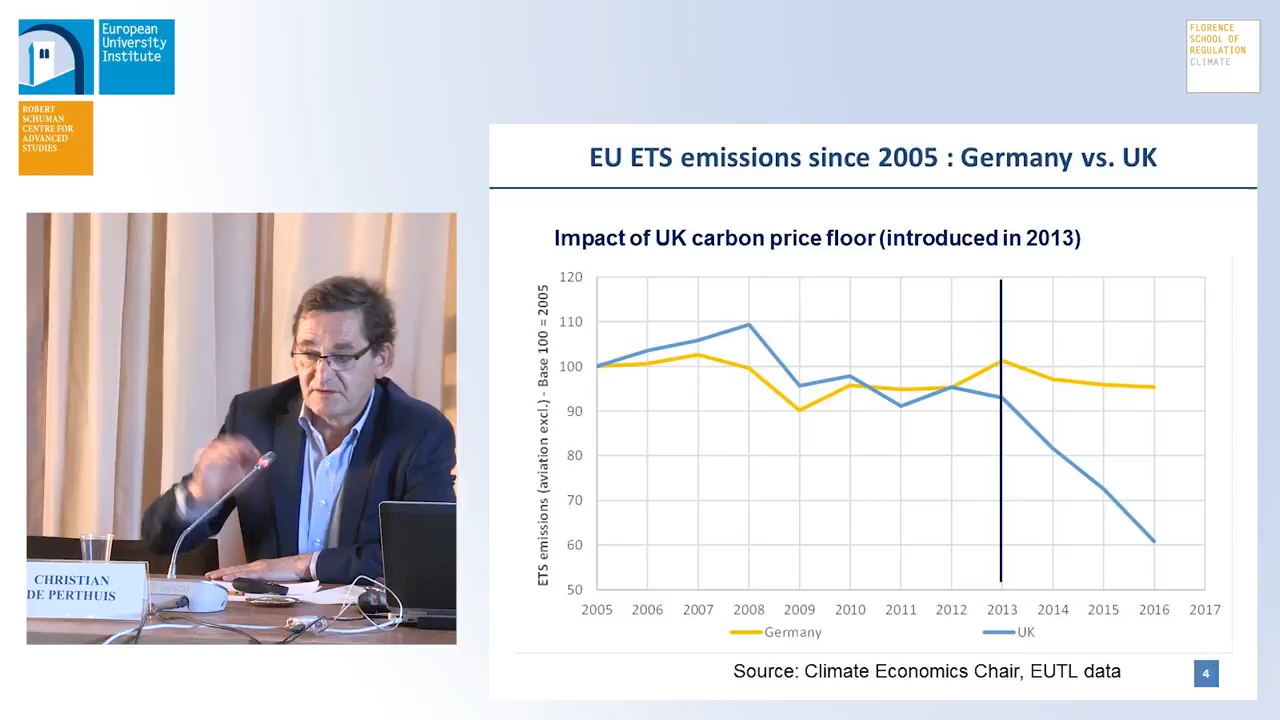 European
University
Institute
ROBERT
SCHUMAN
CENTRE FOR
ADVANCED
STUDIES
FLORENCE
SCHOOL OF
REGULATION
CLIMATE
EU ETS emissions since 2005 : Germany vs. UK
Impact of UK carbon price floor (introduced in 2013)
ETS emissions (aviation excl.) - Base 100 = 2005
120
110
100
90
80
70
60
50
2005 2006 2007 2008 2009 2010 2011 2012 2013 2014 2015 2016 2017
Germany UK
Source: Climate Economics Chair, EUTL data
4
CHRISTIAN
DE PERTHUIS